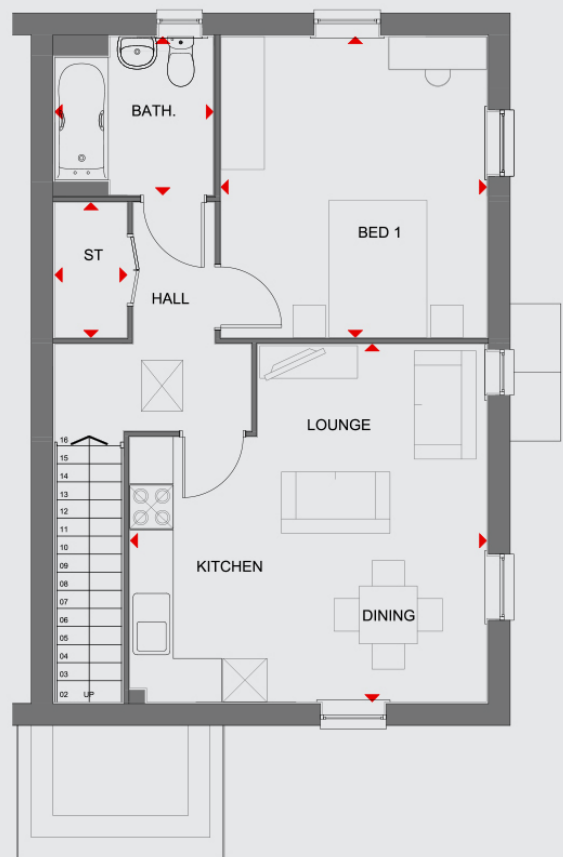 BATH.
BED 1
ST
HALL
LOUNGE
KITCHEN
DINING
16
15
14
13
12
11
10
09
08
07
06
05
04
03
02 UP